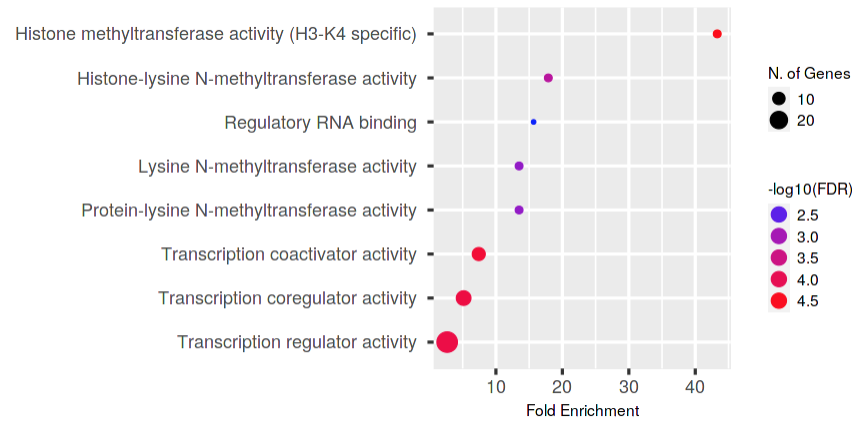 Histone methyltransferase activity (H3-K4 specific)
Histone-lysine N-methyltransferase activity
Regulatory RNA binding
Lysine N-methyltransferase activity
Protein-lysine N-methyltransferase activity
Transcription coactivator activity
Transcription coregulator activity
Transcription regulator activity
10 20 30 40
Fold Enrichment
N. of Genes
10
20
-log10(FDR)
2.5
3.0
3.5
4.0
4.5